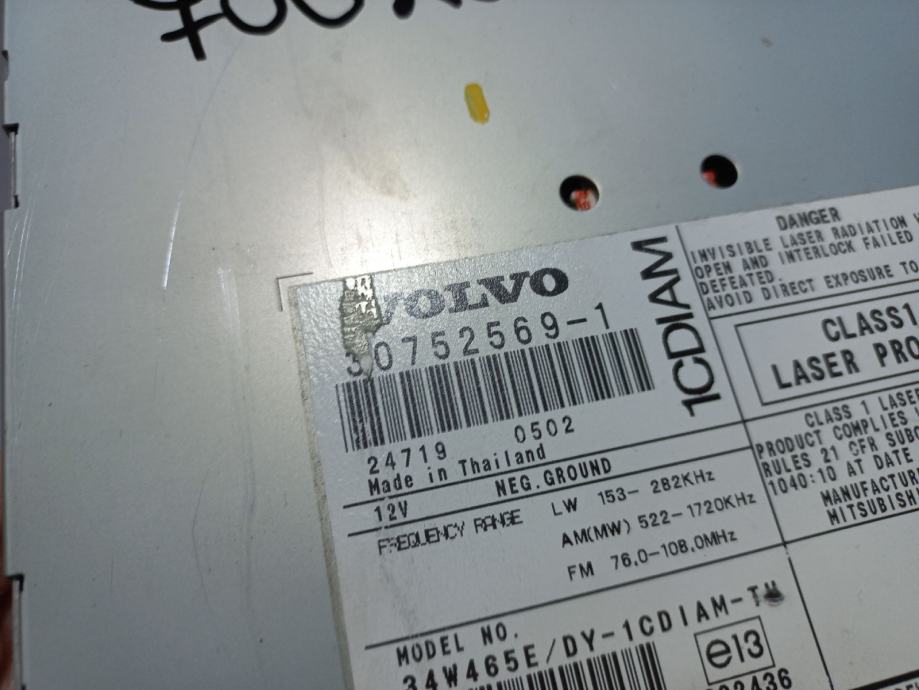 VOLVO
30752569-1
1CDIAM
24719 0502
Made in Thailand
12V NEG.GROUND
FREQUENCY RANGE LW 153- 282KHz
AM(MW) 522-1720KHz
FM 76.0-108.0MHz
MODEL NO.
34W465E/DY-1CDIAM-TH
e13
DANGER
INVISIBLE LASER RADIATION
OPEN AND INTERLOCK FAILED
DEFEATED.
AVOID DIRECT EXPOSURE TO
CLASS1
LASER PRO
CLASS 1 LASE
PRODUCT COMPLIES
RULES 21 CFR SUBC
1040:10 AT DATE
MANUFACTUR
MITSUBISH